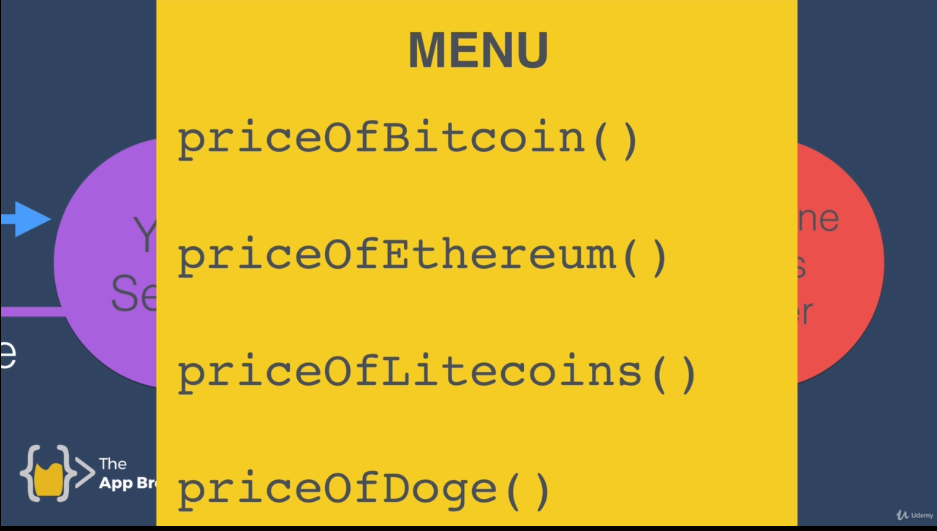 MENU
priceOfBitcoin()
priceOfEthereum()
priceOfLitecoins()
priceOfDoge()
Y
Se
ne
s
er
e
The
App Br
Udemy